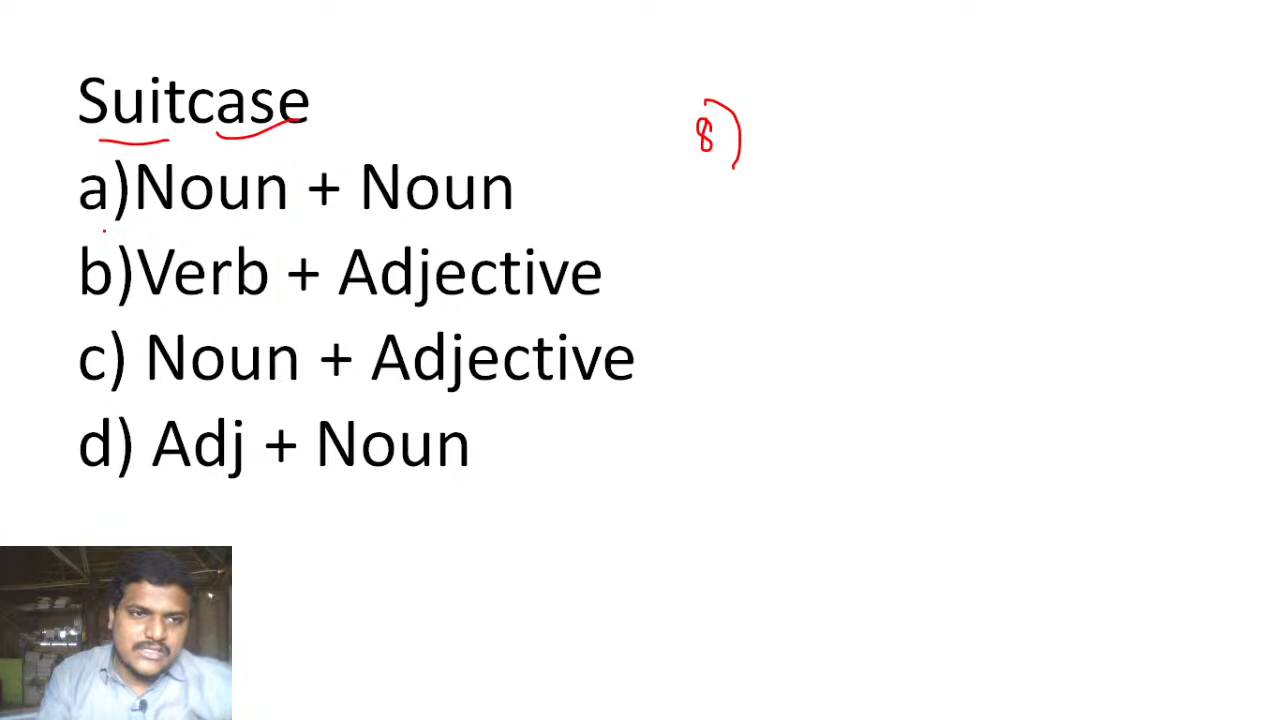 Suitcase
8)
a)Noun + Noun
b)Verb + Adjective
c) Noun + Adjective
d) Adj + Noun